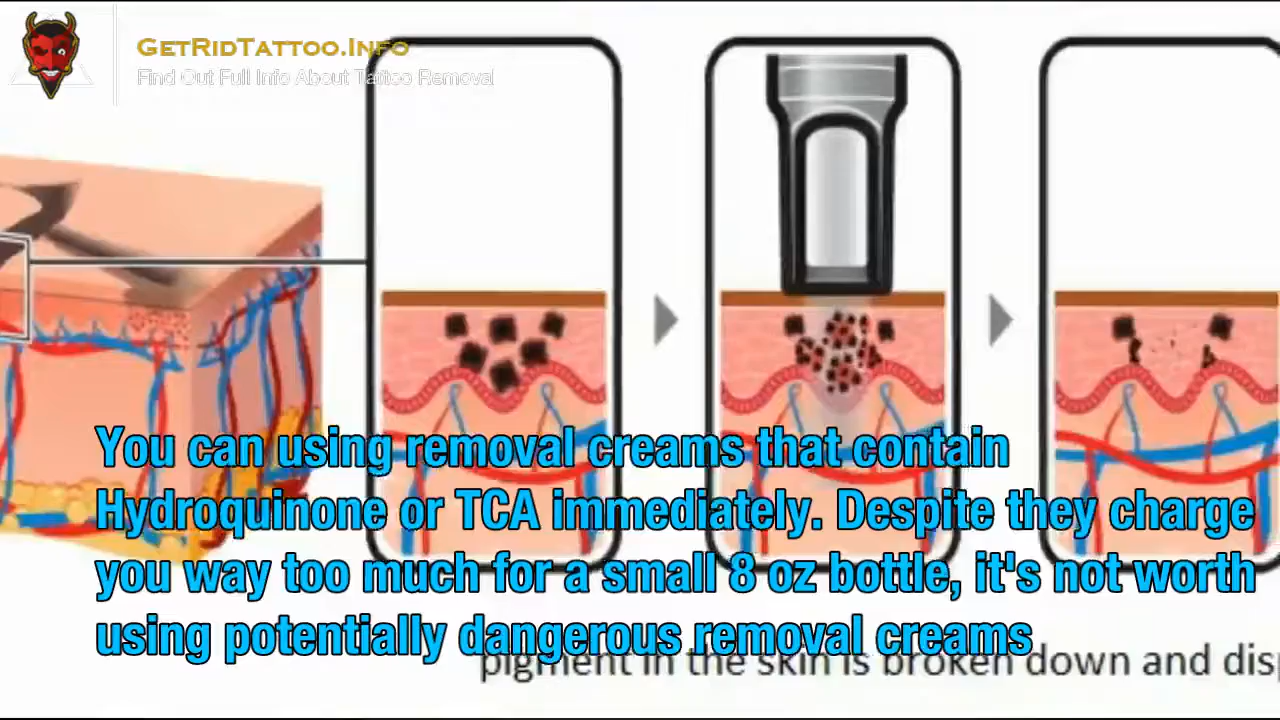 GetRidTattoo.Info
Find Out Full Info About Tattoo Removal
You can using removal creams that contain
Hydroquinone or TCA immediately. Despite they charge
you way too much for a small 8 oz bottle, it's not worth
using potentially dangerous removal creams
pigment in the skin is broken down and